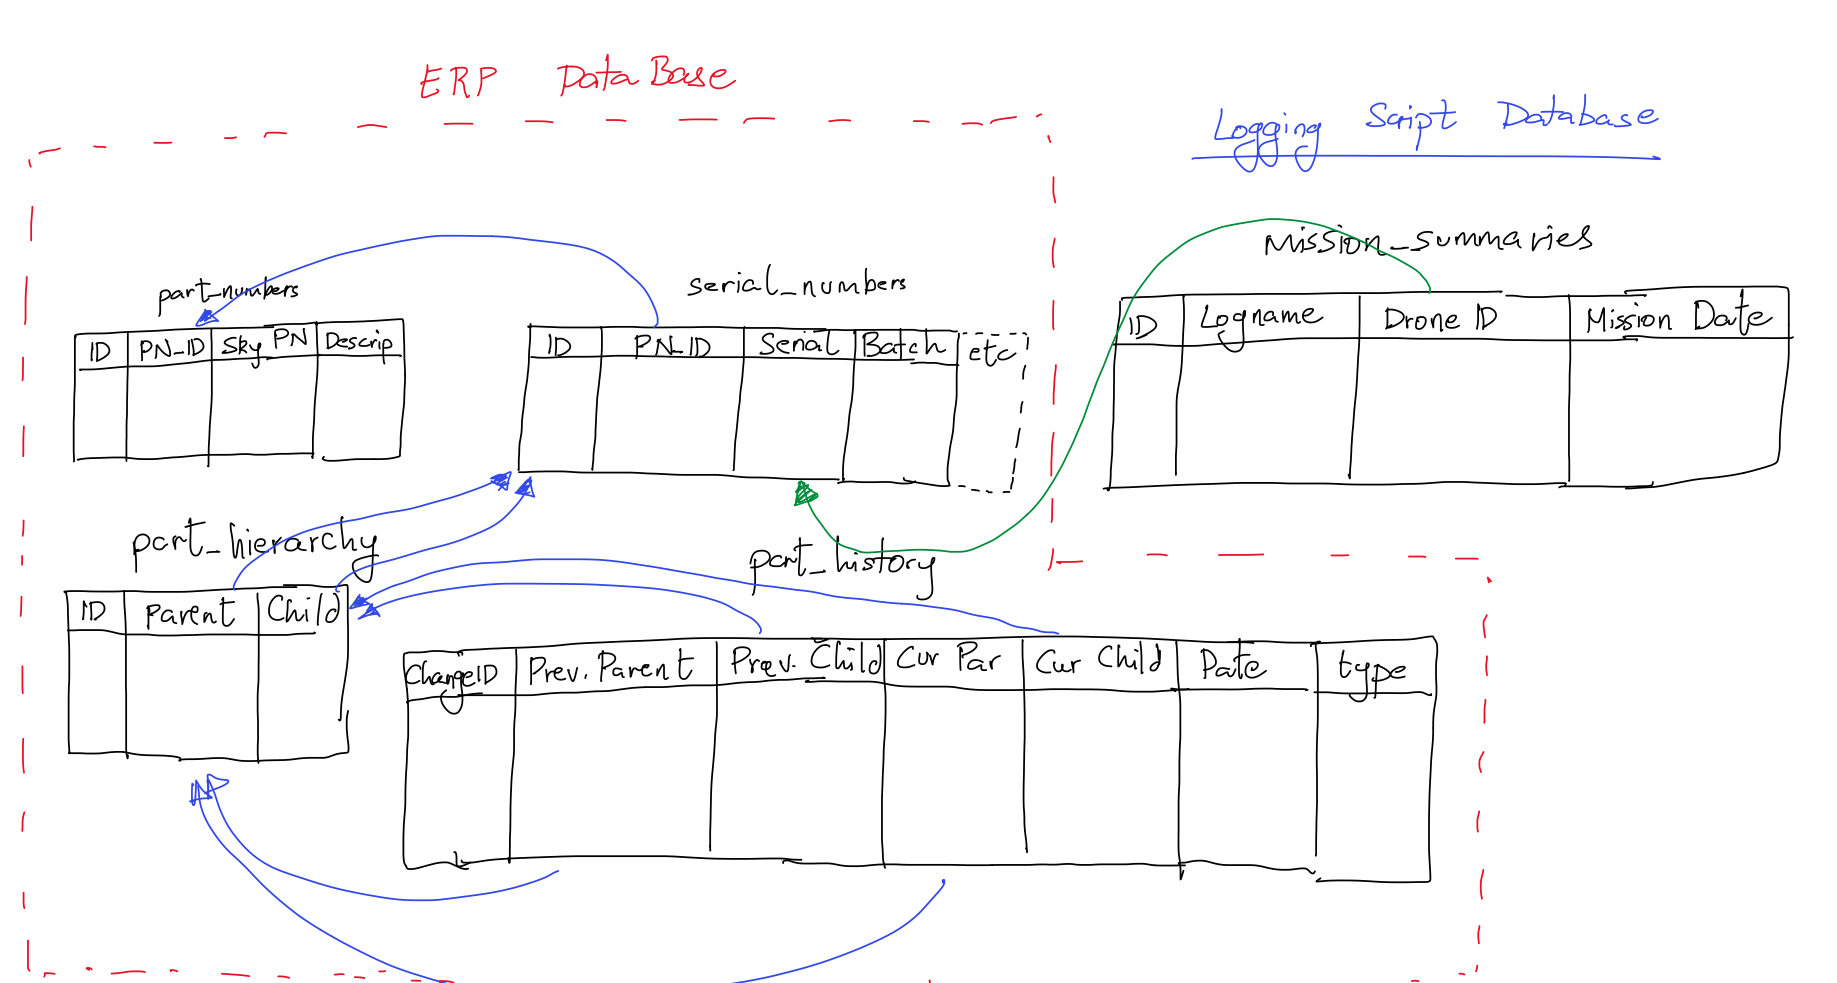 ERP DataBase
Logging Script Database
part_numbers
ID PN_ID Sky PN Descrip
serial_numbers
ID PN_ID Serial Batch etc
Mission_summaries
ID Logname Drone ID Mission Date
part_hierarchy
ID Parent Child
part_history
ChangeID Prev. Parent Prev. Child Cur Par Cur Child Date type